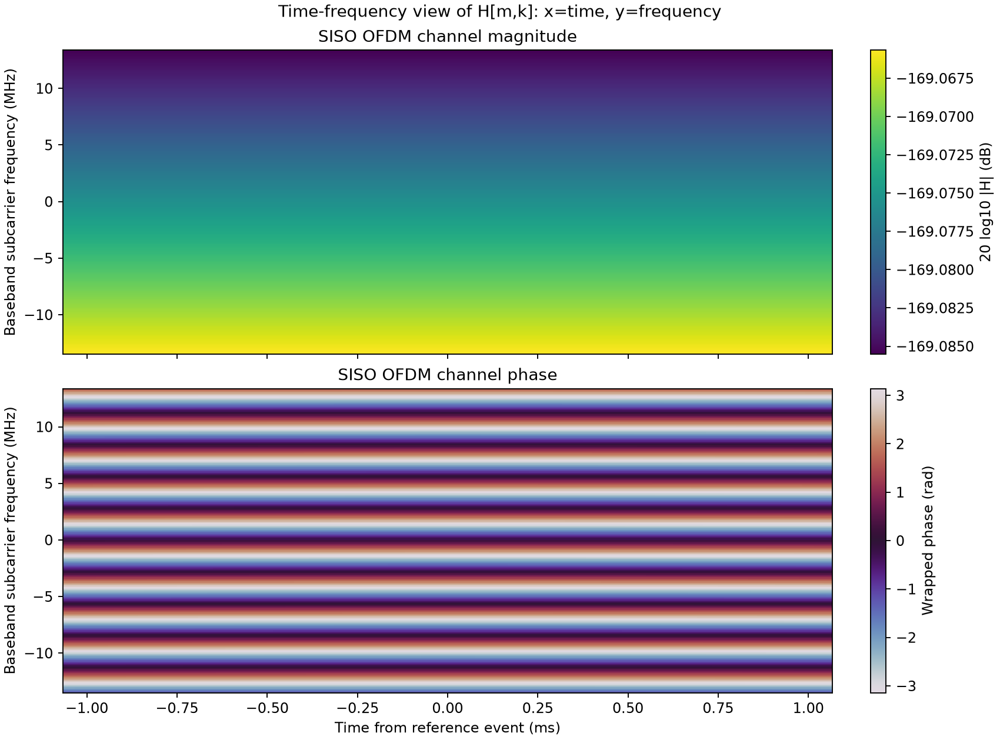 Time-frequency view of H[m,k]: x=time, y=frequency
SISO OFDM channel magnitude
Baseband subcarrier frequency (MHz)
10
5
0
−5
−10
−169.0675
−169.0700
−169.0725
−169.0750
−169.0775
−169.0800
−169.0825
−169.0850
20 log10 |H| (dB)
SISO OFDM channel phase
Baseband subcarrier frequency (MHz)
10
5
0
−5
−10
−1.00 −0.75 −0.50 −0.25 0.00 0.25 0.50 0.75 1.00
Time from reference event (ms)
3
2
1
0
−1
−2
−3
Wrapped phase (rad)